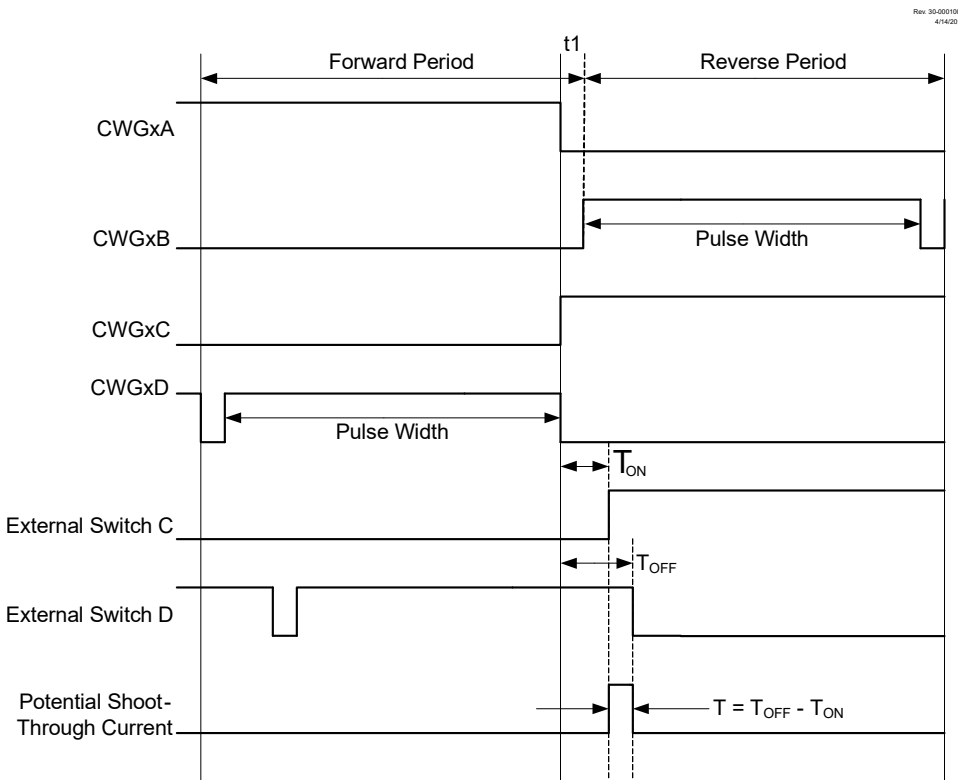 Rev. 30-000100
4/14/20
t1
Forward Period
Reverse Period
CWGxA
CWGxB
Pulse Width
CWGxC
CWGxD
Pulse Width
TON
External Switch C
TOFF
External Switch D
Potential Shoot-
Through Current
T = TOFF - TON